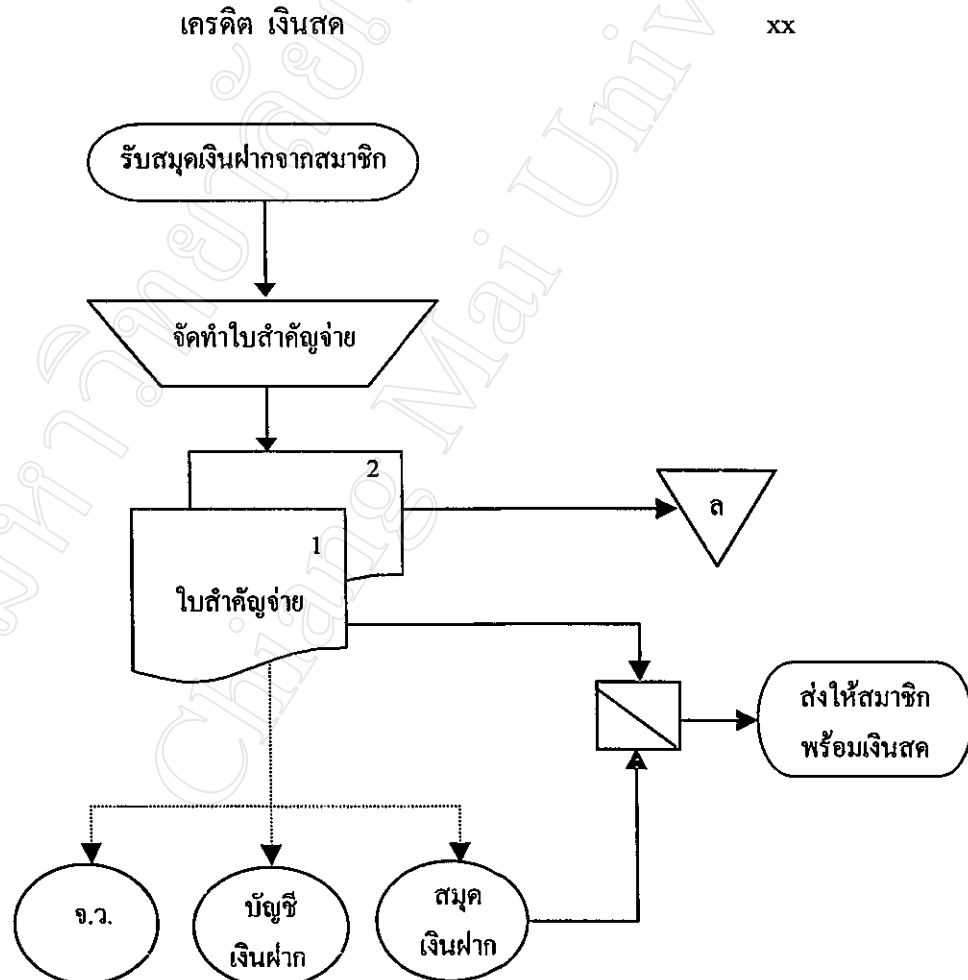 เครดิต เงินสด xx
รับสมุดเงินฝากจากสมาชิก
จัดทำใบสำคัญจ่าย
2
1
ใบสำคัญจ่าย
ล
ส่งให้สมาชิก
พร้อมเงินสด
จ.ว.
บัญชี
เงินฝาก
สมุด
เงินฝาก
Chiang Mai Univ